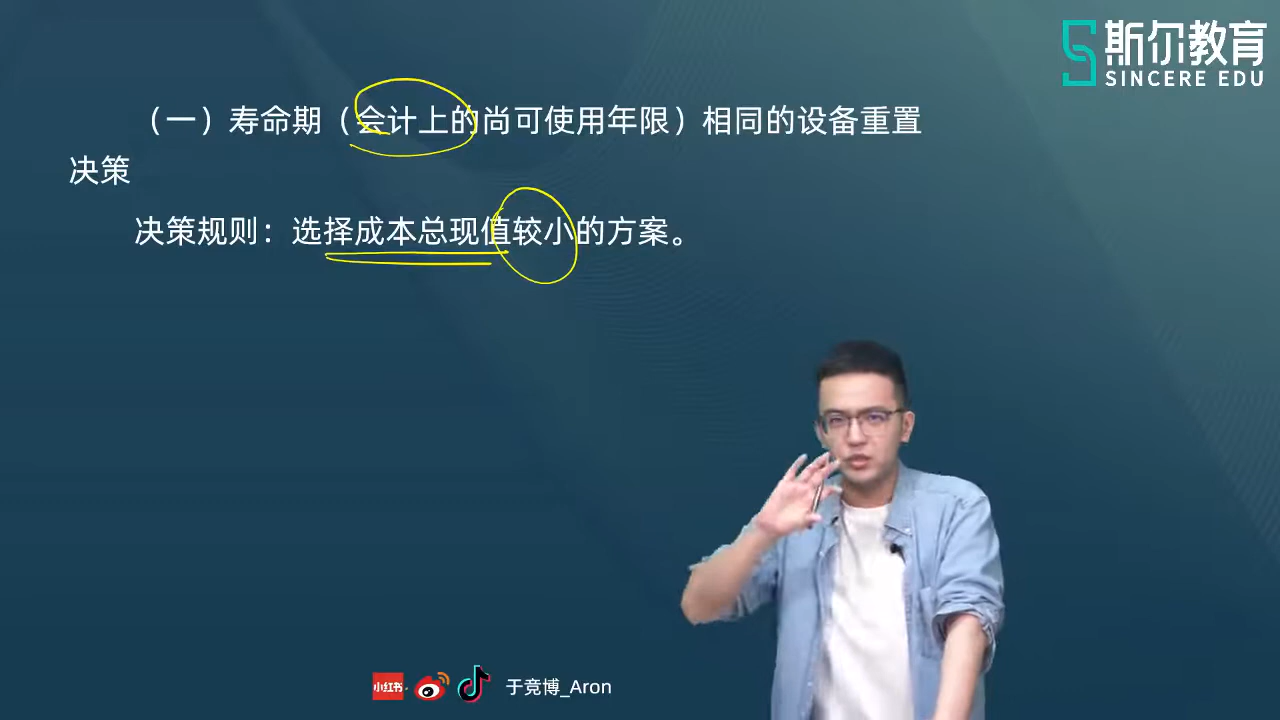 斯尔教育
SINCERE EDU
（一）寿命期（会计上的尚可使用年限）相同的设备重置
决策
决策规则：选择成本总现值较小的方案。
小红书
于竞博_Aron